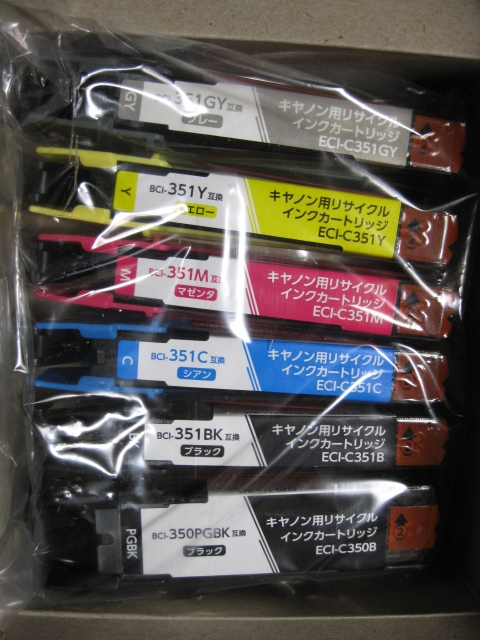 GY
BCI-351GY互換
グレー
キヤノン用リサイクル
インクカートリッジ
ECI-C351GY
Y
BCI-351Y互換
エロー
キヤノン用リサイクル
インクカートリッジ
ECI-C351Y
M
BCI-351M互換
マゼンタ
キヤノン用リサイクル
インクカートリッジ
ECI-C351M
C
BCI-351C互換
シアン
キヤノン用リサイクル
インクカートリッジ
ECI-C351C
BCI-351BK互換
ブラック
キヤノン用リサイクル
インクカートリッジ
ECI-C351B
PGBK
BCI-350PGBK互換
ブラック
キヤノン用リサイクル
インクカートリッジ
ECI-C350B
2